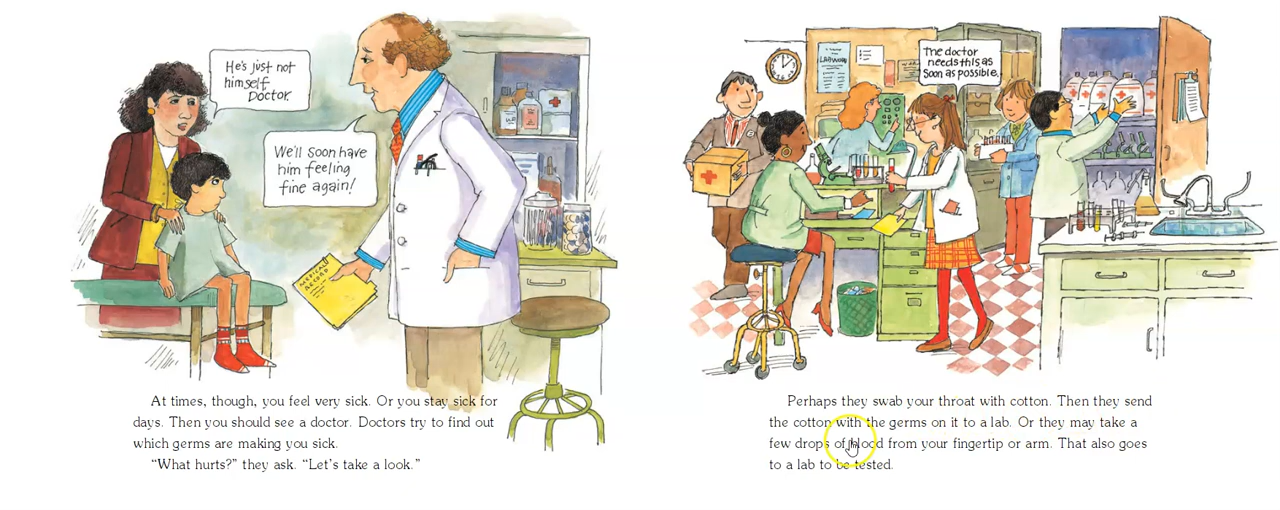 He's just not
himself
Doctor.
We'll soon have
him feeling
fine again!
MEDICAL
RECORD
At times, though, you feel very sick. Or you stay sick for
days. Then you should see a doctor. Doctors try to find out
which germs are making you sick.
"What hurts?" they ask. "Let's take a look."
The doctor
needs this as
soon as possible.
Perhaps they swab your throat with cotton. Then they send
the cotton with the germs on it to a lab. Or they may take a
few drops of blood from your fingertip or arm. That also goes
to a lab to be tested.